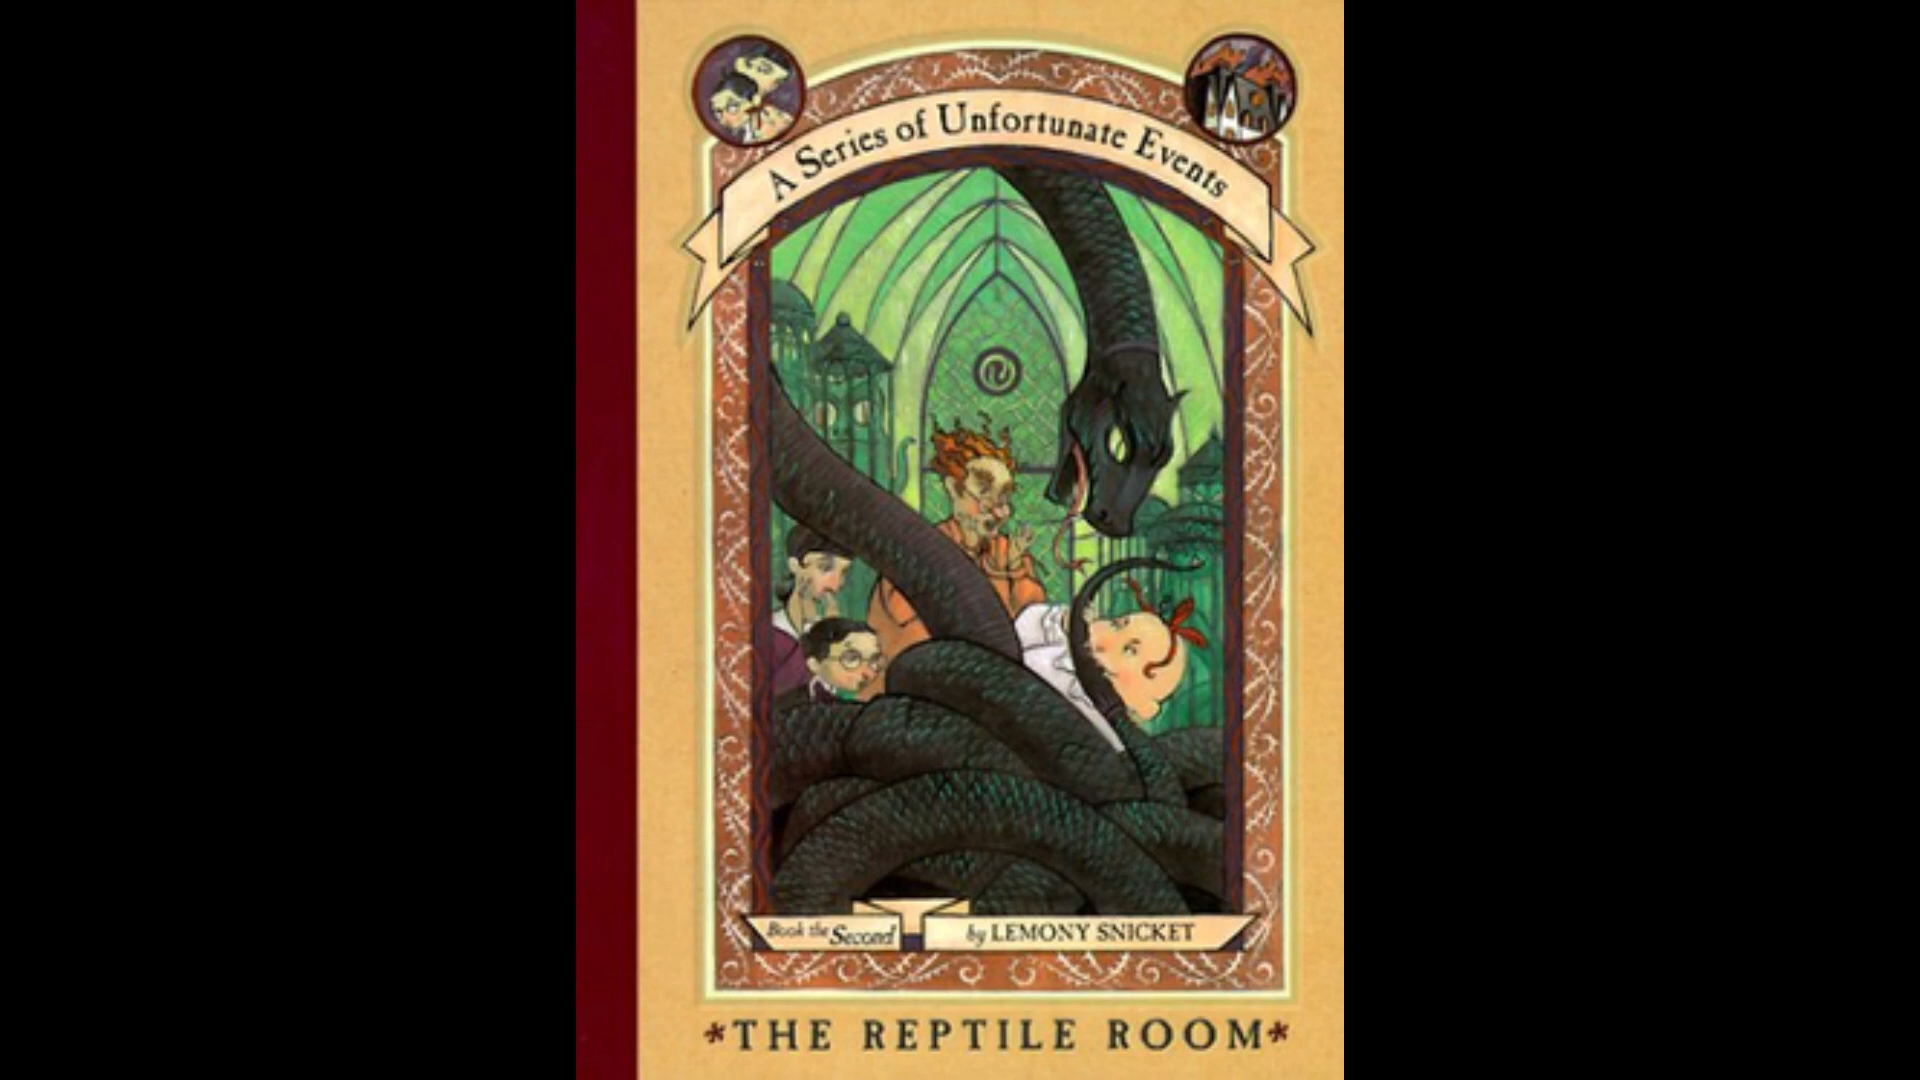 A Series of Unfortunate Events
Book the Second
by LEMONY SNICKET
*THE REPTILE ROOM*